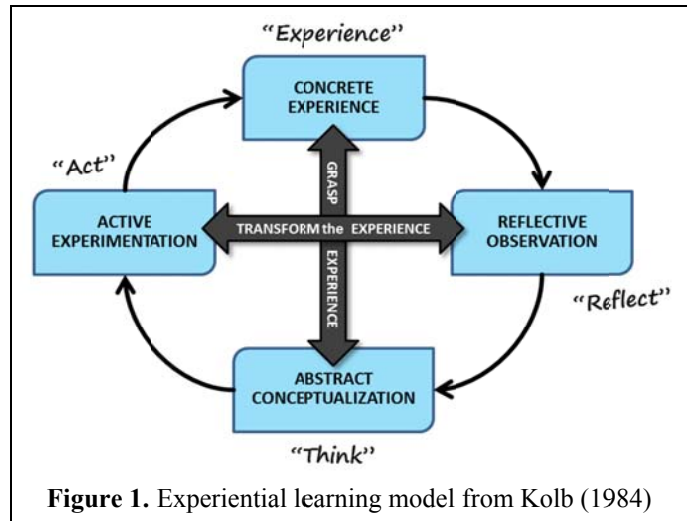 “Experience”
CONCRETE
EXPERIENCE
“Act”
GRASP
ACTIVE
EXPERIMENTATION
TRANSFORM the EXPERIENCE
REFLECTIVE
OBSERVATION
EXPERIENCE
“Reflect”
ABSTRACT
CONCEPTUALIZATION
“Think”
Figure 1. Experiential learning model from Kolb (1984)